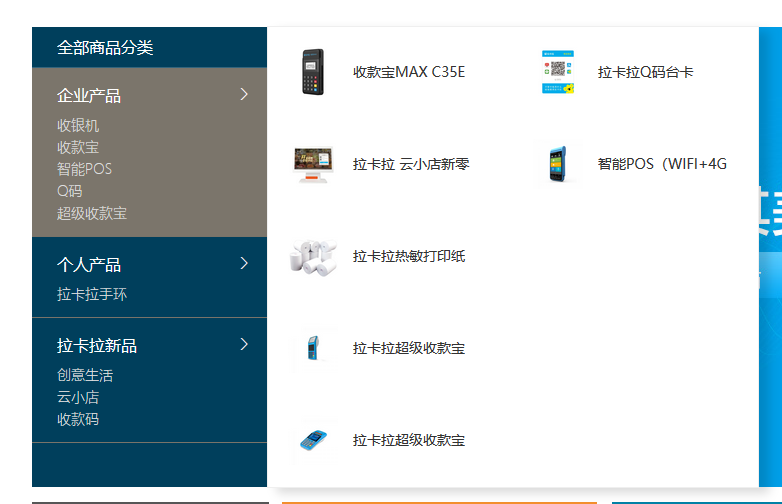 全部商品分类
企业产品
收银机
收款宝
智能POS
Q码
超级收款宝
个人产品
拉卡拉手环
拉卡拉新品
创意生活
云小店
收款码
收款宝MAX C35E
拉卡拉Q码台卡
拉卡拉 云小店新零
智能POS（WIFI+4G
拉卡拉热敏打印纸
拉卡拉超级收款宝
拉卡拉超级收款宝